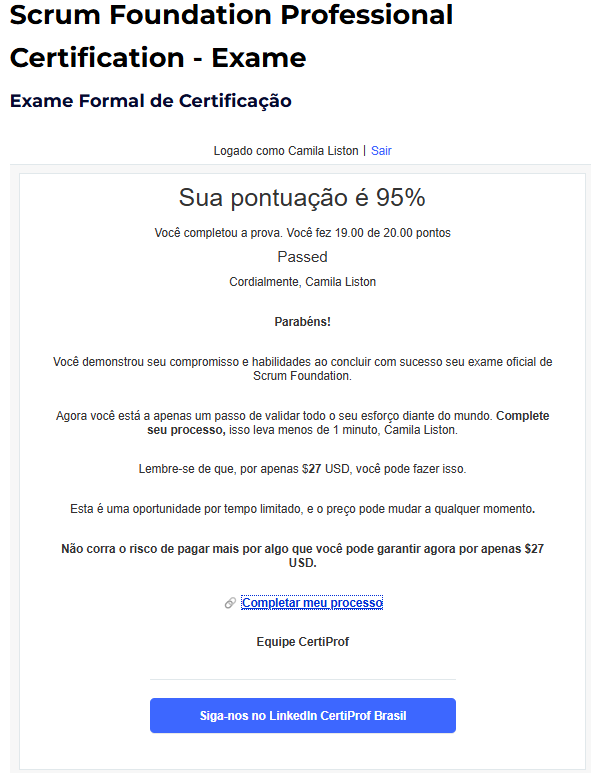 Scrum Foundation Professional
Certification - Exame
Exame Formal de Certificação
Logado como Camila Liston | Sair
Sua pontuação é 95%
Você completou a prova. Você fez 19.00 de 20.00 pontos
Passed
Cordialmente, Camila Liston
Parabéns!
Você demonstrou seu compromisso e habilidades ao concluir com sucesso seu exame oficial de
Scrum Foundation.
Agora você está a apenas um passo de validar todo o seu esforço diante do mundo. Complete
seu processo, isso leva menos de 1 minuto, Camila Liston.
Lembre-se de que, por apenas $27 USD, você pode fazer isso.
Esta é uma oportunidade por tempo limitado, e o preço pode mudar a qualquer momento.
Não corra o risco de pagar mais por algo que você pode garantir agora por apenas $27
USD.
Completar meu processo
Equipe CertiProf
Siga-nos no LinkedIn CertiProf Brasil